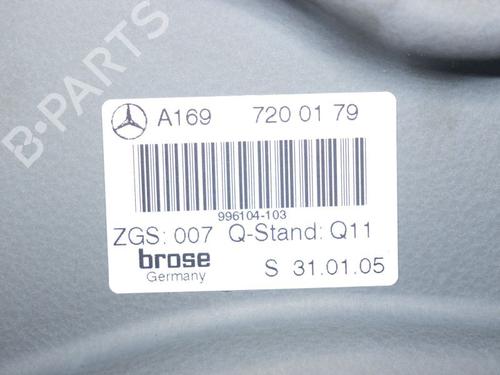 B-PARTS
A169 720 01 79
996104-103
ZGS: 007 Q-Stand: Q11
brose
Germany
S 31.01.05